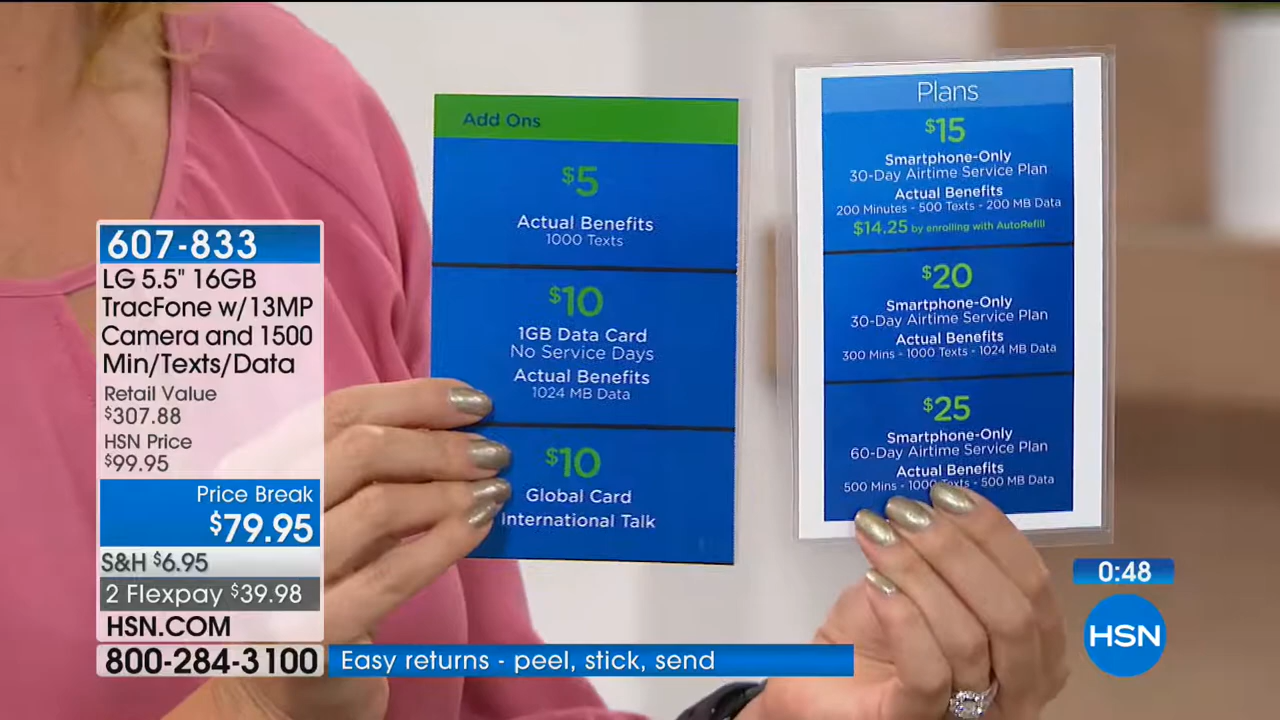 Add Ons
$5
Actual Benefits
1000 Texts
$10
1GB Data Card
No Service Days
Actual Benefits
1024 MB Data
$10
Global Card
International Talk
Plans
$15
Smartphone-Only
30-Day Airtime Service Plan
Actual Benefits
200 Minutes - 500 Texts - 200 MB Data
$14.25 by enrolling with AutoRefill
$20
Smartphone-Only
30-Day Airtime Service Plan
Actual Benefits
300 Mins - 1000 Texts - 1024 MB Data
$25
Smartphone-Only
60-Day Airtime Service Plan
Actual Benefits
500 Mins - 1000 Texts - 500 MB Data
607-833
LG 5.5" 16GB
TracFone w/13MP
Camera and 1500
Min/Texts/Data
Retail Value
$307.88
HSN Price
$99.95
Price Break
$79.95
S&H $6.95
2 Flexpay $39.98
HSN.COM
800-284-3100
Easy returns - peel, stick, send
0:48
HSN